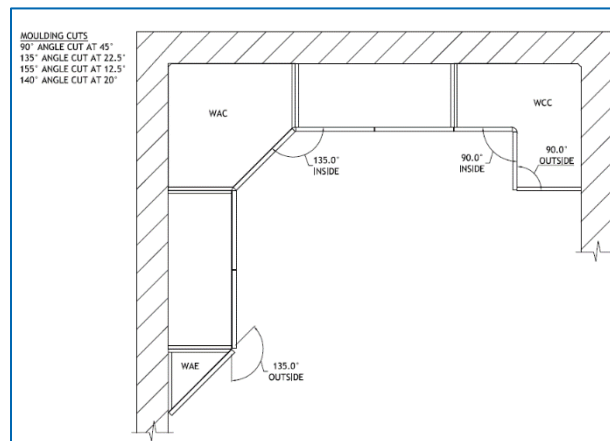 MOULDING CUTS
90° ANGLE CUT AT 45°
135° ANGLE CUT AT 22.5°
155° ANGLE CUT AT 12.5°
140° ANGLE CUT AT 20°
WAC
WCC
135.0°
INSIDE
90.0°
INSIDE
90.0°
OUTSIDE
WAE
135.0°
OUTSIDE